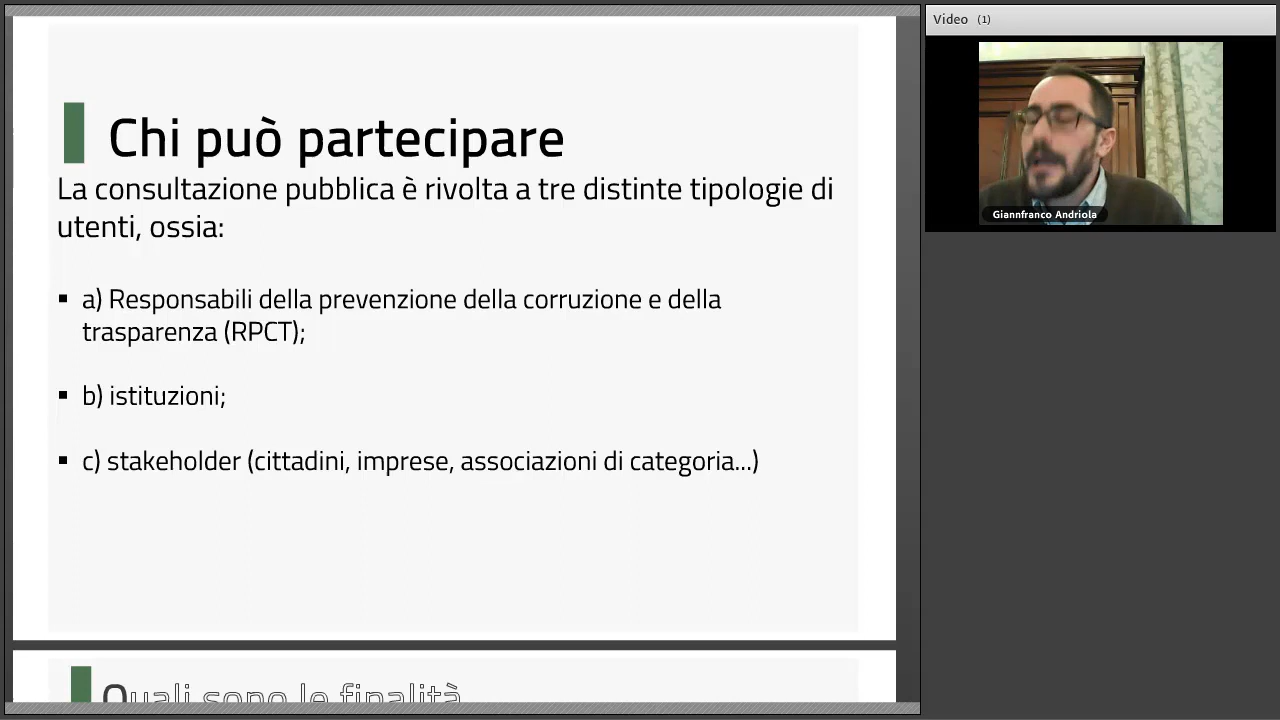 Chi può partecipare
La consultazione pubblica è rivolta a tre distinte tipologie di
utenti, ossia:
a) Responsabili della prevenzione della corruzione e della
trasparenza (RPCT);
b) istituzioni;
c) stakeholder (cittadini, imprese, associazioni di categoria...)
Quali sono le finalità
Video (1)
Giannfranco Andriola